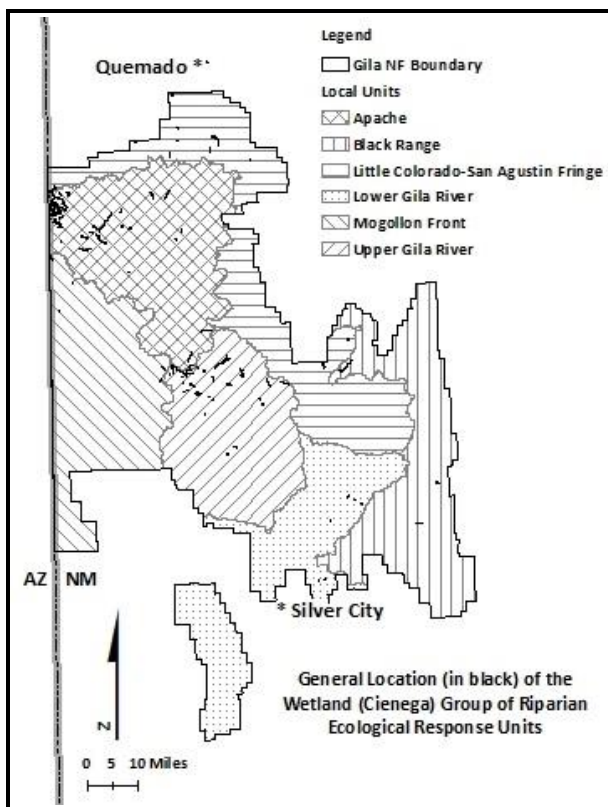 Quemado *
Legend
Gila NF Boundary
Local Units
Apache
Black Range
Little Colorado-San Agustin Fringe
Lower Gila River
Mogollon Front
Upper Gila River
AZ NM
* Silver City
General Location (in black) of the
Wetland (Cienega) Group of Riparian
Ecological Response Units
N
0 5 10 Miles